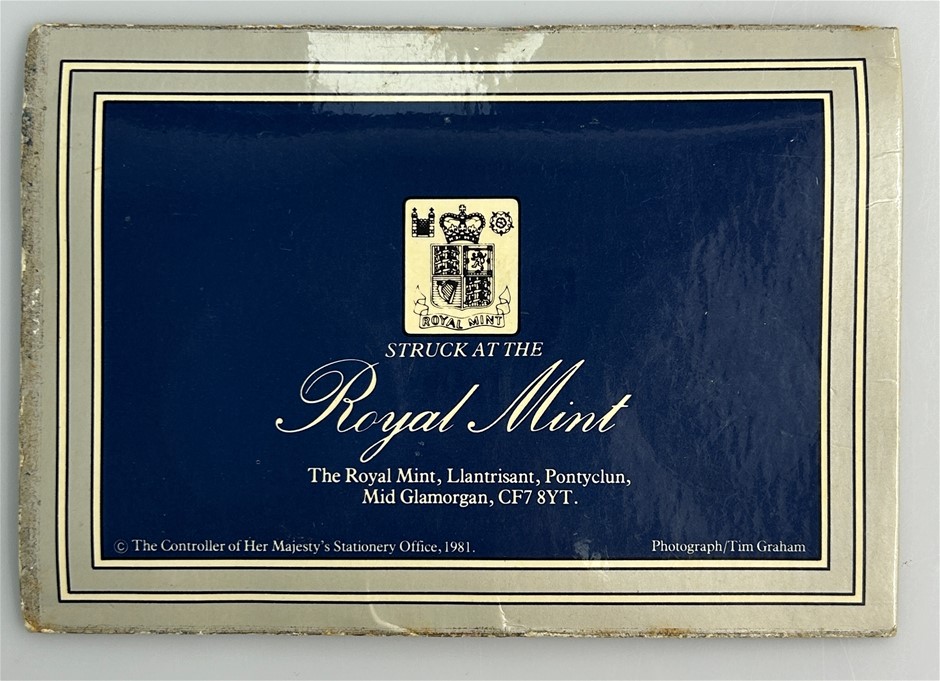 ROYAL MINT
STRUCK AT THE
Royal Mint
The Royal Mint, Llantrisant, Pontyclun,
Mid Glamorgan, CF7 8YT.
© The Controller of Her Majesty's Stationery Office, 1981.
Photograph/Tim Graham